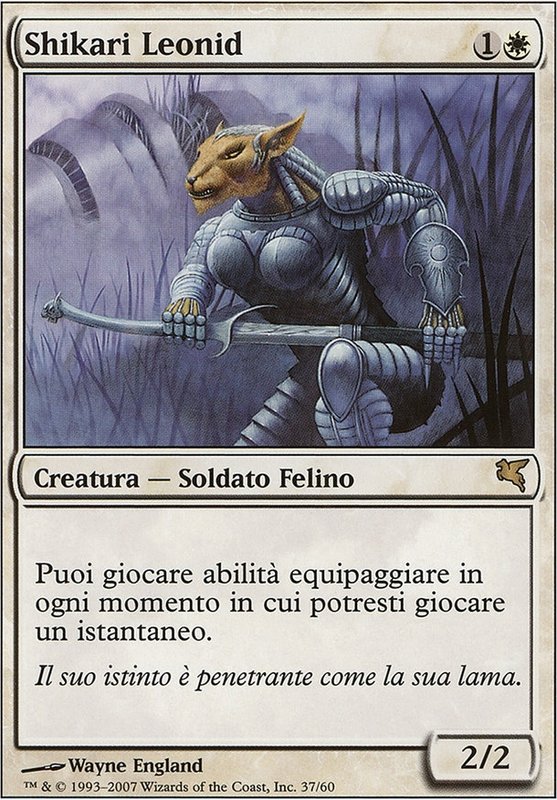 Shikari Leonid 1
Creatura — Soldato Felino
Puoi giocare abilità equipaggiare in
ogni momento in cui potresti giocare
un istantaneo.
Il suo istinto è penetrante come la sua lama.
2/2
Wayne England
™ & © 1993–2007 Wizards of the Coast, Inc. 37/60